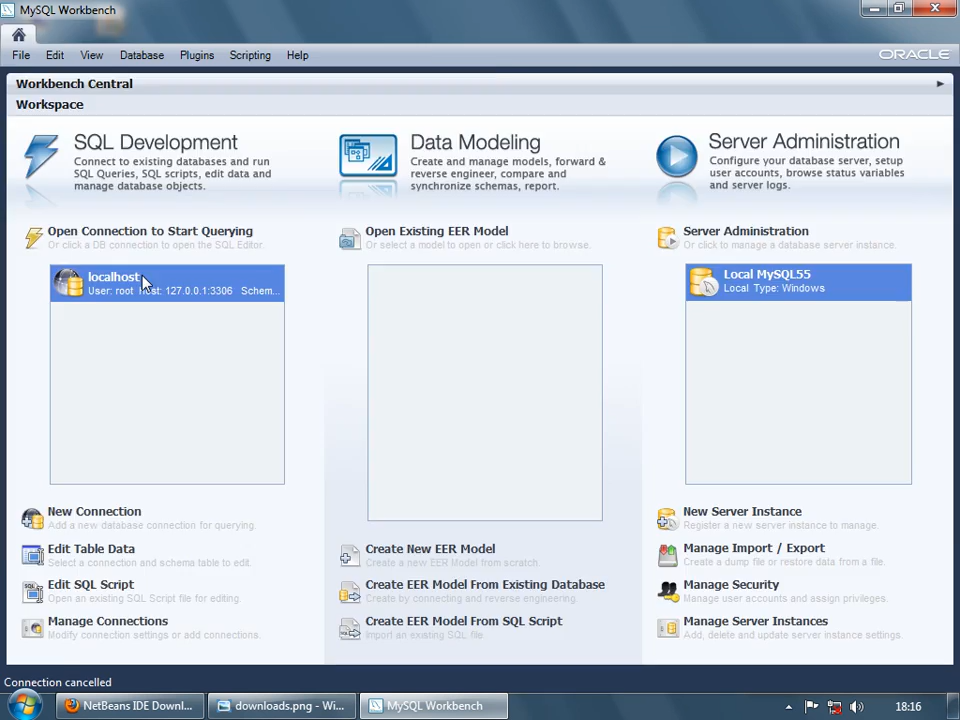 MySQL Workbench
File Edit View Database Plugins Scripting Help
ORACLE
Workbench Central
Workspace
SQL Development
Connect to existing databases and run
SQL Queries, SQL scripts, edit data and
manage database objects.
Open Connection to Start Querying
Or click a DB connection to open the SQL Editor.
localhost
User: root Host: 127.0.0.1:3306 Schem...
New Connection
Add a new database connection for querying.
Edit Table Data
Select a connection and schema table to edit.
Edit SQL Script
Open an existing SQL Script file for editing.
Manage Connections
Modify connection settings or add connections.
Data Modeling
Create and manage models, forward &
reverse engineer, compare and
synchronize schemas, report.
Open Existing EER Model
Or select a model to open or click here to browse.
Create New EER Model
Create a new EER model from scratch.
Create EER Model From Existing Database
Create by connecting and reverse engineering.
Create EER Model From SQL Script
Import an existing SQL file.
Server Administration
Configure your database server, setup
user accounts, browse status variables
and server logs.
Server Administration
Or click to manage a database server instance.
Local MySQL55
Local Type: Windows
New Server Instance
Register a new server instance to manage.
Manage Import / Export
Create a dump file or restore data from a file.
Manage Security
Manage user accounts and assign privileges.
Manage Server Instances
Add, delete and update server instance settings.
Connection cancelled
NetBeans IDE Downl... downloads.png - Wi... MySQL Workbench 18:16